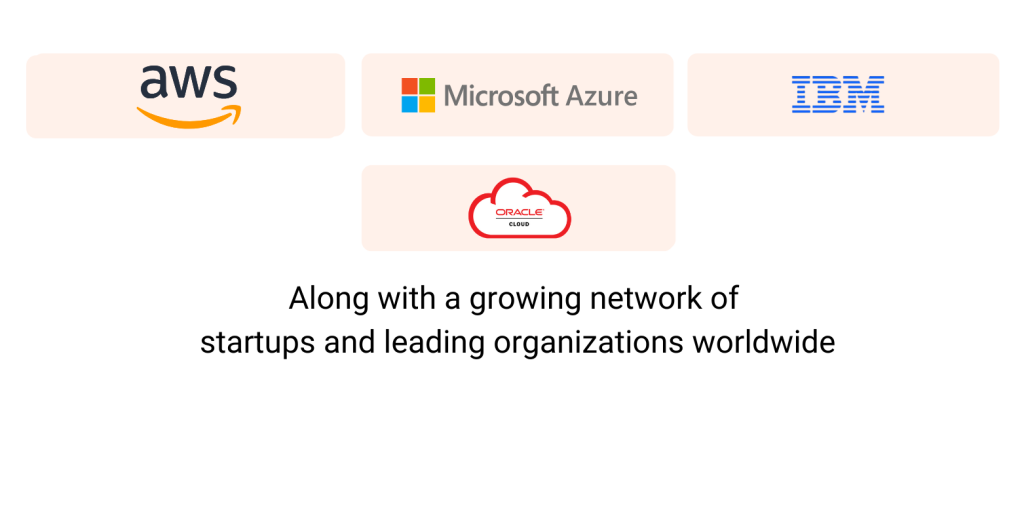 aws
Microsoft Azure
IBM
ORACLE
CLOUD
Along with a growing network of
startups and leading organizations worldwide